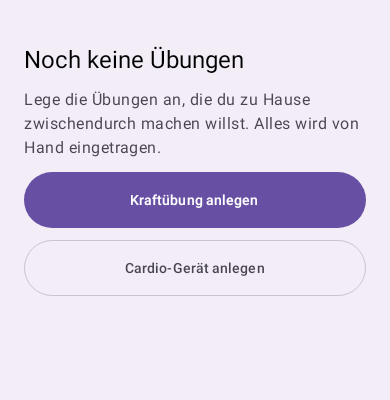 Noch keine Übungen
Lege die Übungen an, die du zu Hause
zwischendurch machen willst. Alles wird von
Hand eingetragen.
Kraftübung anlegen
Cardio-Gerät anlegen